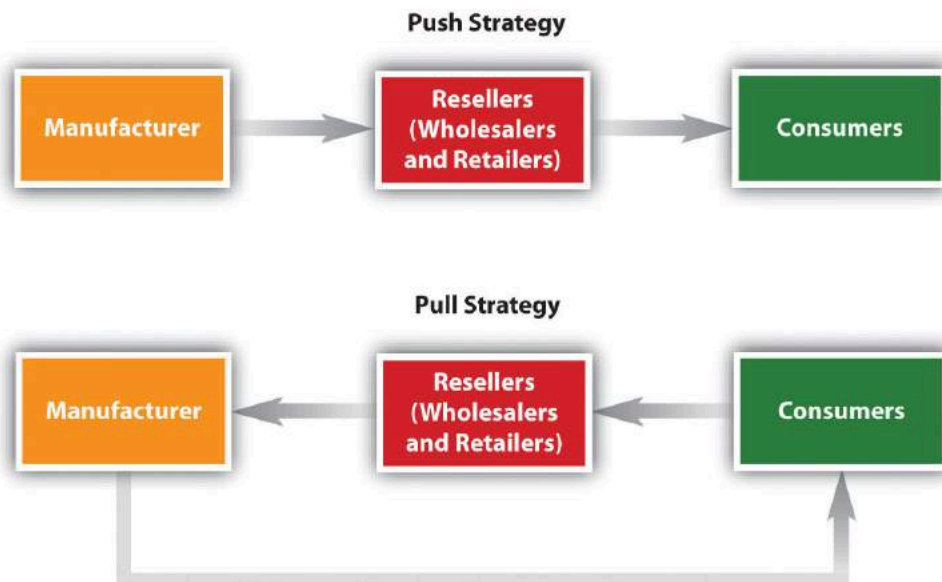 Push Strategy
Manufacturer
Resellers
(Wholesalers
and Retailers)
Consumers
Pull Strategy
Manufacturer
Resellers
(Wholesalers
and Retailers)
Consumers